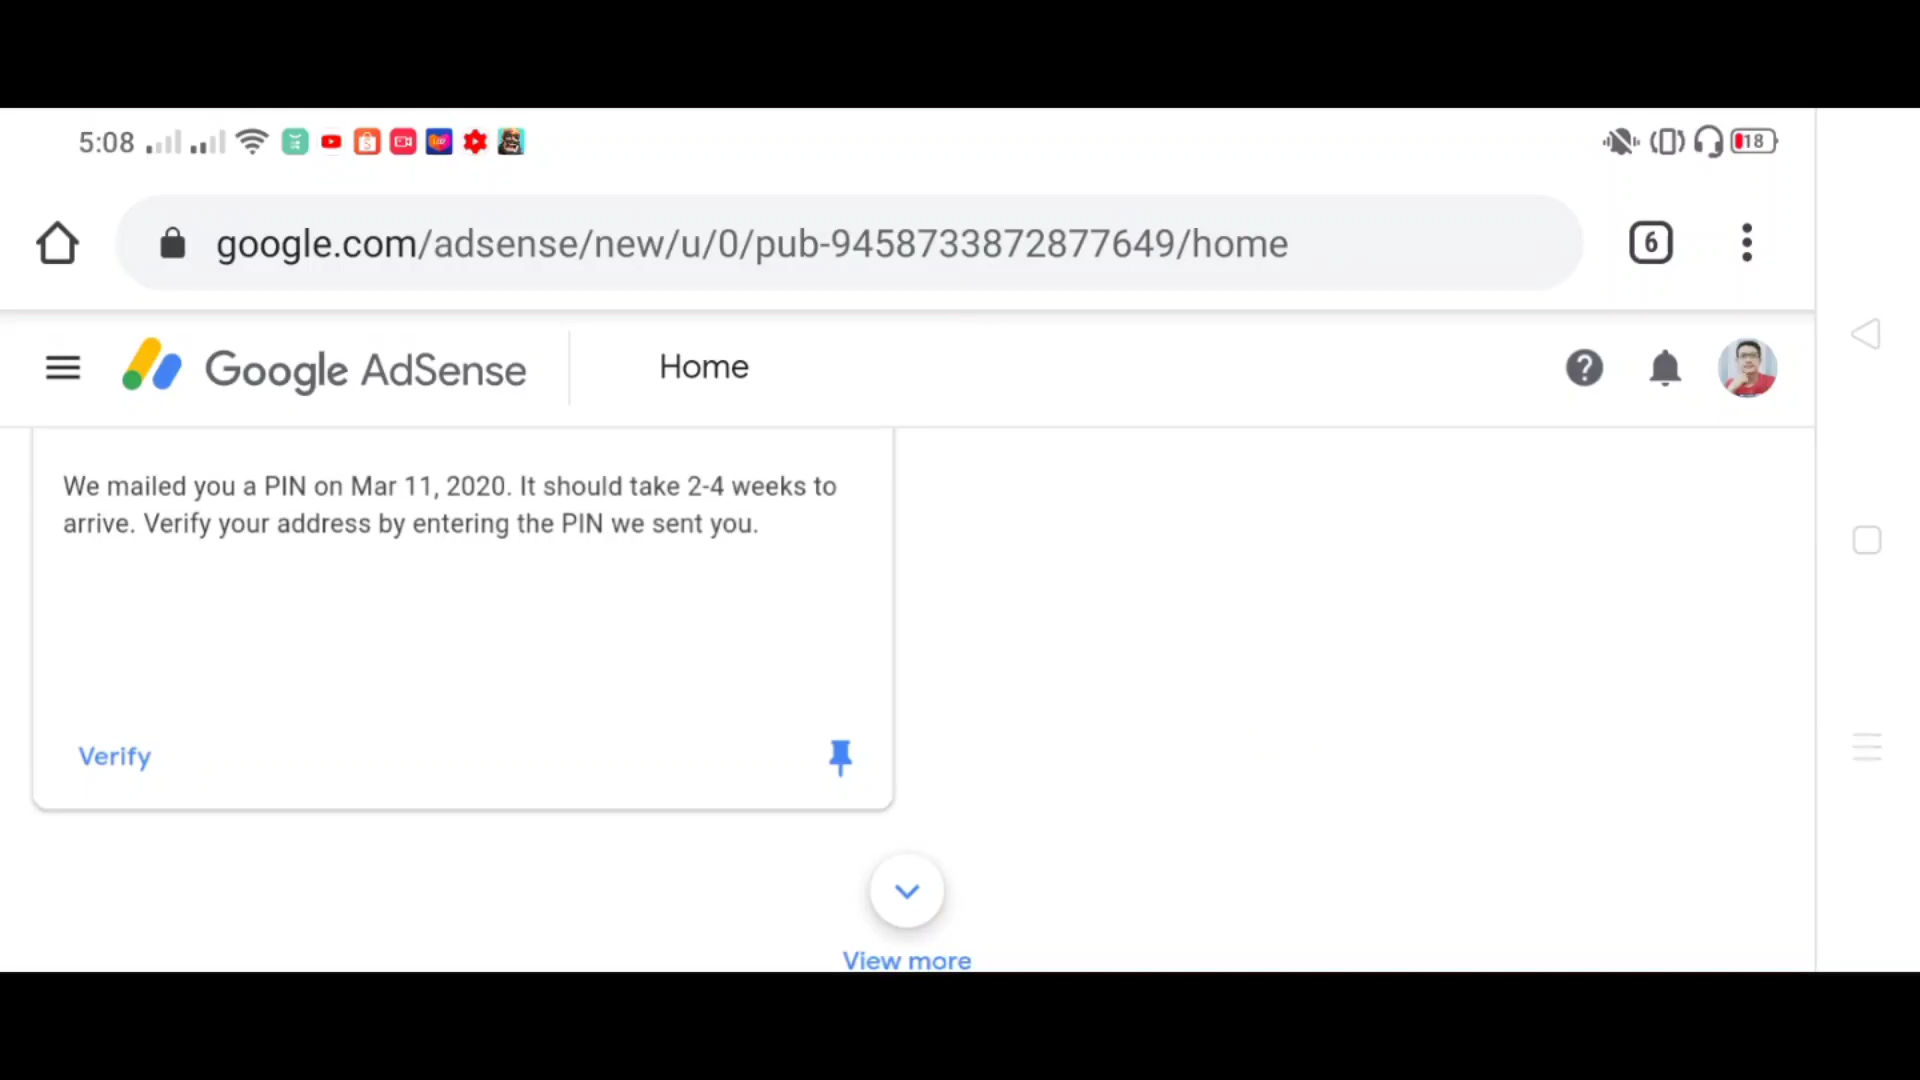 5:08
18
google.com/adsense/new/u/0/pub-9458733872877649/home
6
Google AdSense
Home
We mailed you a PIN on Mar 11, 2020. It should take 2-4 weeks to
arrive. Verify your address by entering the PIN we sent you.
Verify
View more